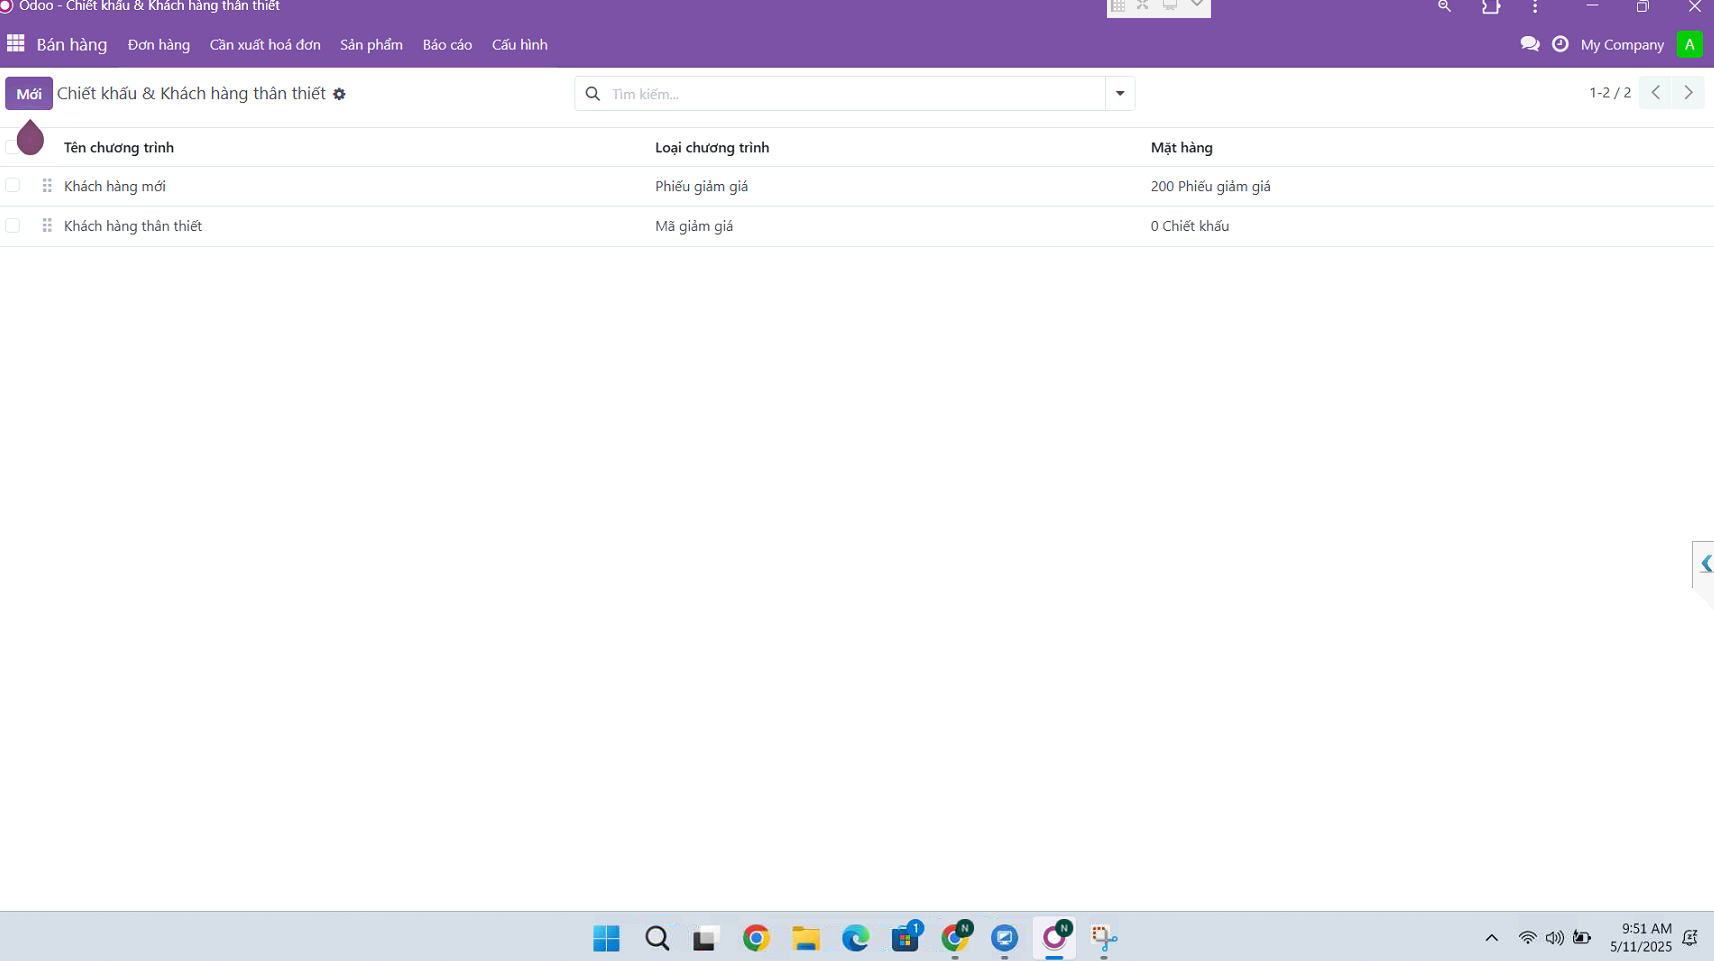 Odoo - Chiết khấu & Khách hàng thân thiết
Bán hàng Đơn hàng Cần xuất hoá đơn Sản phẩm Báo cáo Cấu hình My Company A
Mới Chiết khấu & Khách hàng thân thiết Tìm kiếm... 1-2 / 2
Tên chương trình Loại chương trình Mặt hàng
Khách hàng mới Phiếu giảm giá 200 Phiếu giảm giá
Khách hàng thân thiết Mã giảm giá 0 Chiết khấu
1 N N 9:51 AM
5/11/2025